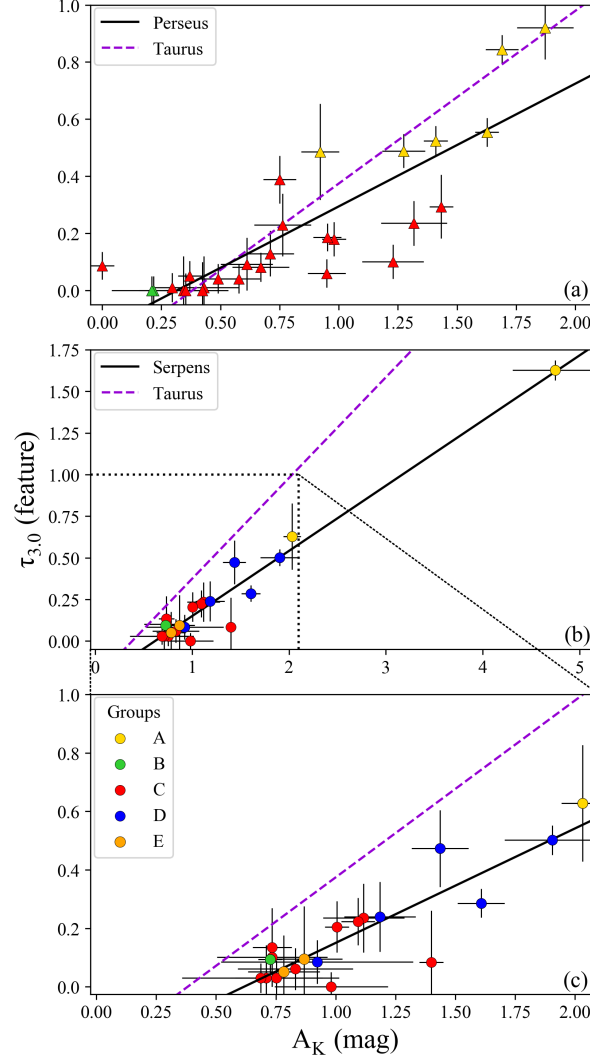 1.0
Perseus
Taurus
0.8
0.6
0.4
0.2
0.0
(a)
0.00 0.25 0.50 0.75 1.00 1.25 1.50 1.75 2.00
1.75
Serpens
Taurus
1.50
1.25
1.00
0.75
0.50
0.25
0.00
(b)
0 1 2 3 4 5
τ3.0 (feature)
1.0
Groups
A
B
C
D
E
0.8
0.6
0.4
0.2
0.0
(c)
0.00 0.25 0.50 0.75 1.00 1.25 1.50 1.75 2.00
AK (mag)